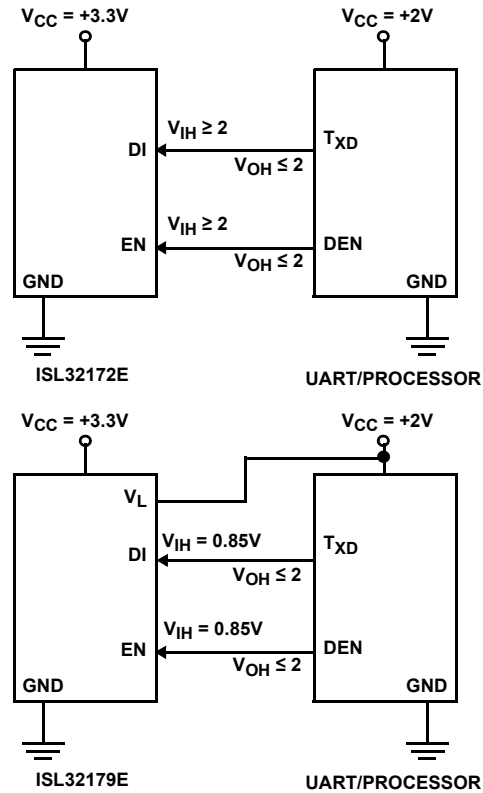 VCC = +3.3V
VCC = +2V
VIH ≥ 2
DI
TXD
VOH ≤ 2
VIH ≥ 2
EN
DEN
VOH ≤ 2
GND
GND
ISL32172E
UART/PROCESSOR
VCC = +3.3V
VCC = +2V
VL
VIH = 0.85V
DI
TXD
VOH ≤ 2
VIH = 0.85V
EN
DEN
VOH ≤ 2
GND
GND
ISL32179E
UART/PROCESSOR